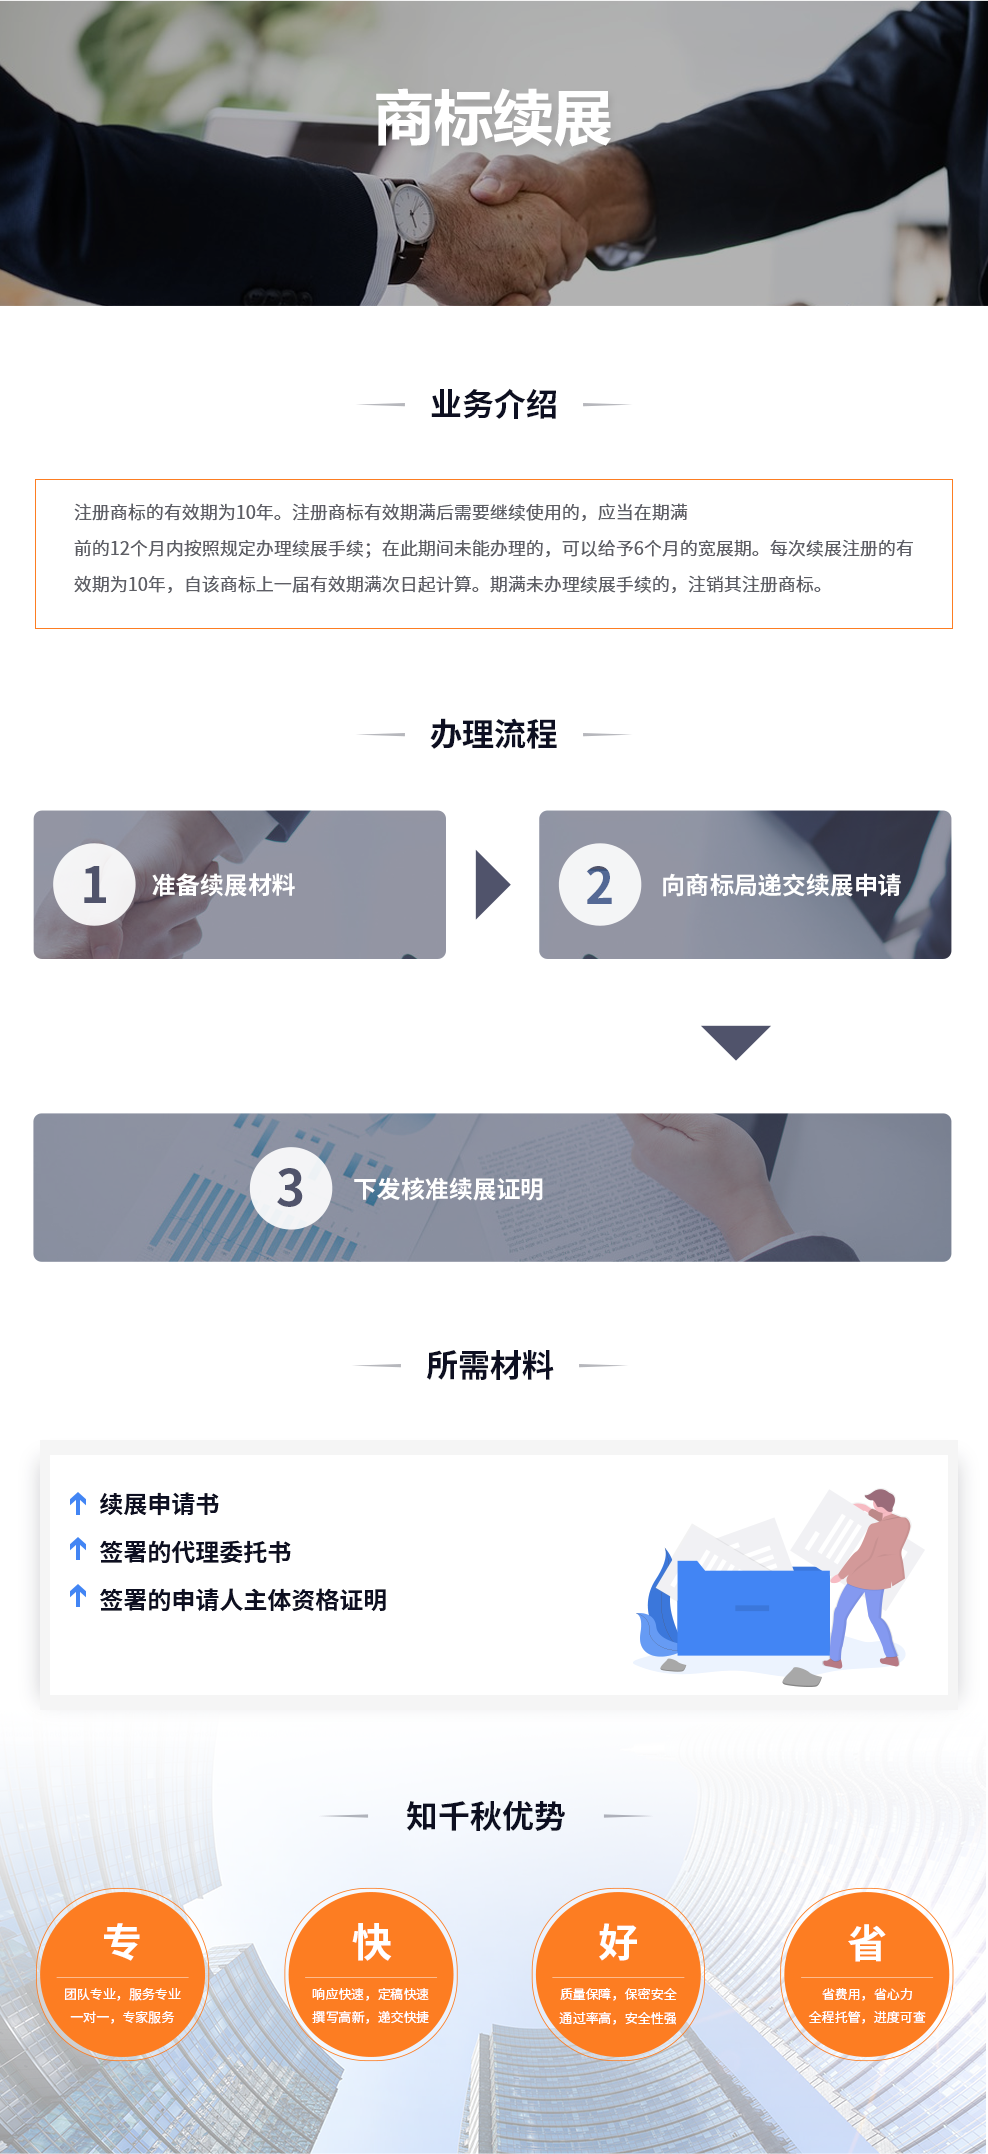 商标续展
业务介绍
注册商标的有效期为10年。注册商标有效期满后需要继续使用的，应当在期满
前的12个月内按照规定办理续展手续；在此期间未能办理的，可以给予6个月的宽展期。每次续展注册的有
效期为10年，自该商标上一届有效期满次日起计算。期满未办理续展手续的，注销其注册商标。
办理流程
1
准备续展材料
2
向商标局递交续展申请
3
下发核准续展证明
所需材料
续展申请书
签署的代理委托书
签署的申请人主体资格证明
知千秋优势
专
团队专业，服务专业
一对一，专家服务
快
响应快速，定稿快速
撰写高新，递交快捷
好
质量保障，保密安全
通过率高，安全性强
省
省费用，省心力
全程托管，进度可查